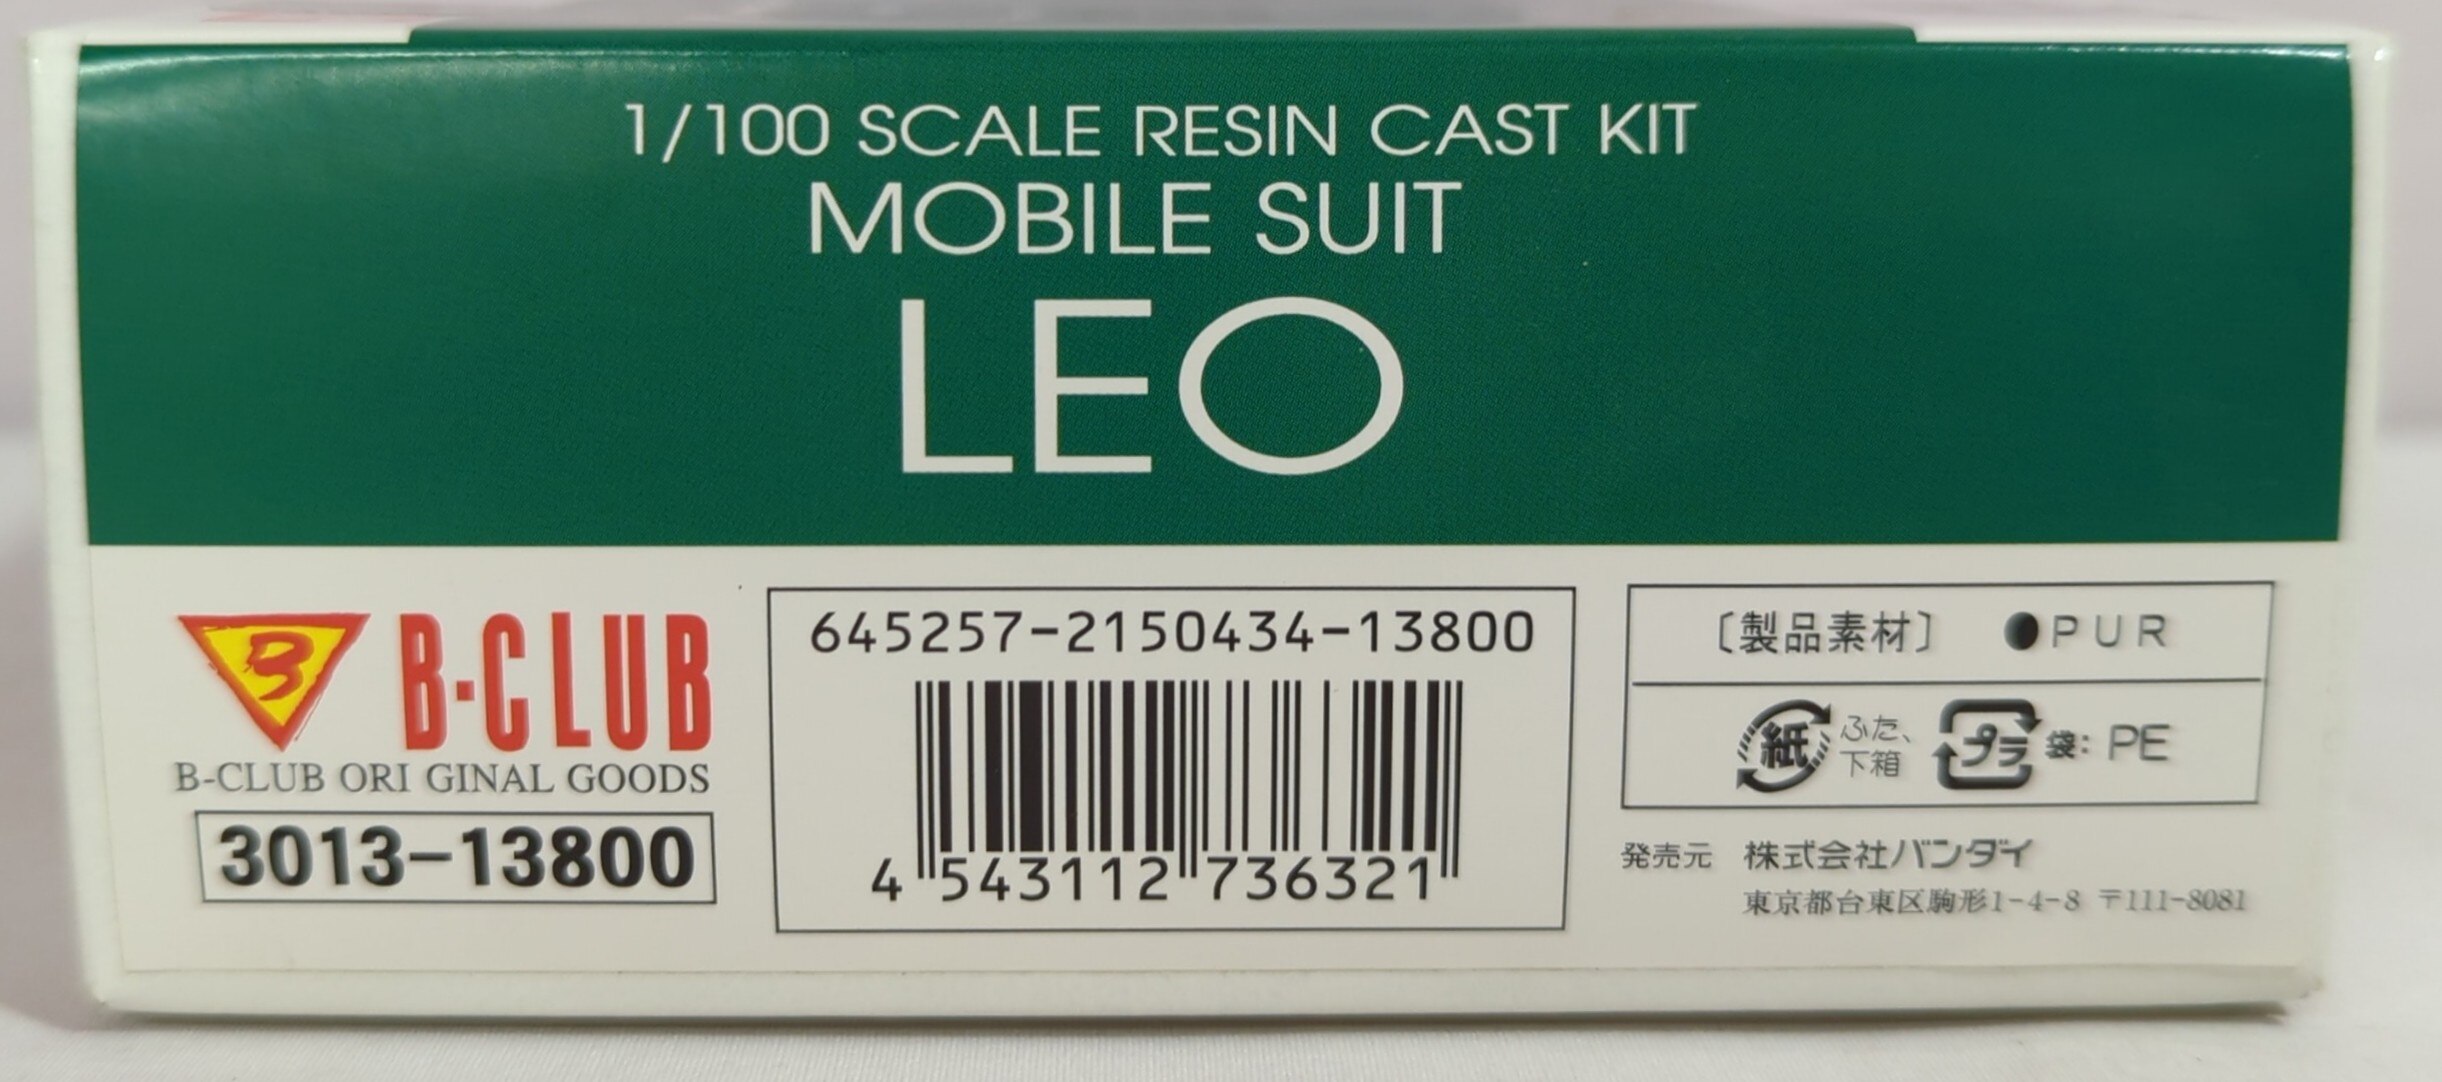 1/100 SCALE RESIN CAST KIT
MOBILE SUIT
LEO
B B-CLUB
B-CLUB ORI GINAL GOODS
3013-13800
645257-2150434-13800
4 543112 736321
〔製品素材〕 ●PUR
紙 ふた、
下箱
プラ 袋: PE
発売元 株式会社バンダイ
東京都台東区駒形1-4-8 〒111-8081